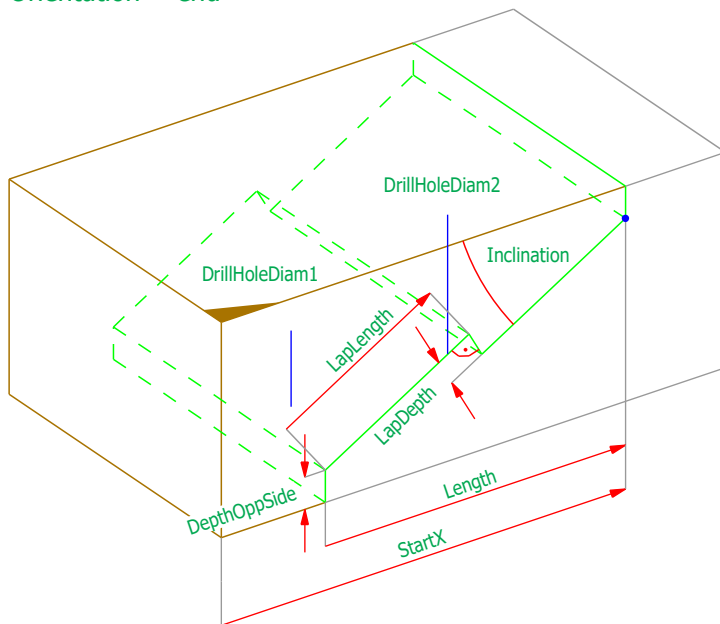 DrillHoleDiam2
Inclination
DrillHoleDiam1
LapLength
LapDepth
DepthOppSide
Length
StartX